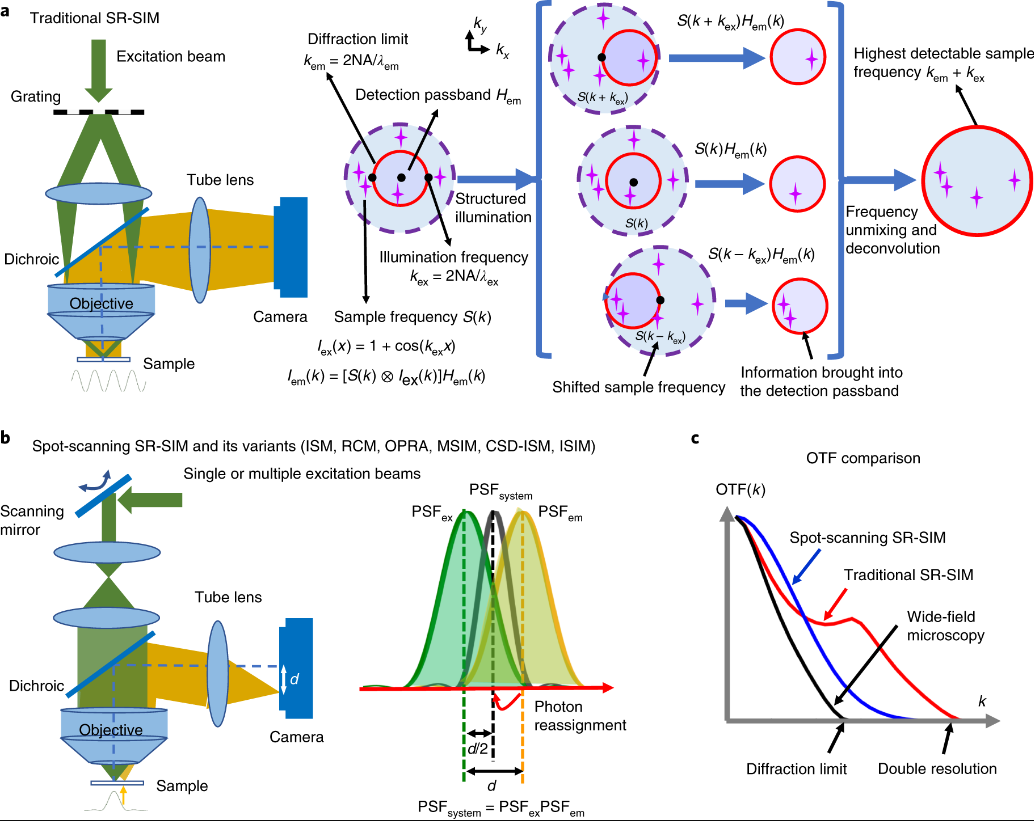 a
Traditional SR-SIM
Excitation beam
Grating
Tube lens
Dichroic
Objective
Camera
Sample
Diffraction limit
k_em = 2NA/λ_em
Detection passband H_em
k_y
k_x
Structured
illumination
Illumination frequency
k_ex = 2NA/λ_ex
Sample frequency S(k)
I_ex(x) = 1 + cos(k_ex x)
I_em(k) = [S(k) ⊗ I_ex(k)]H_em(k)
S(k + k_ex)
S(k + k_ex)H_em(k)
S(k)
S(k)H_em(k)
S(k − k_ex)
S(k − k_ex)H_em(k)
Shifted sample frequency
Information brought into
the detection passband
Frequency
unmixing and
deconvolution
Highest detectable sample
frequency k_em + k_ex
b
Spot-scanning SR-SIM and its variants (ISM, RCM, OPRA, MSIM, CSD-ISM, ISIM)
Single or multiple excitation beams
Scanning
mirror
Tube lens
Dichroic
d
Objective
Camera
Sample
PSF_system
PSF_ex
PSF_em
Photon
reassignment
d/2
d
PSF_system = PSF_ex PSF_em
c
OTF comparison
OTF(k)
Spot-scanning SR-SIM
Traditional SR-SIM
Wide-field
microscopy
k
Diffraction limit
Double resolution